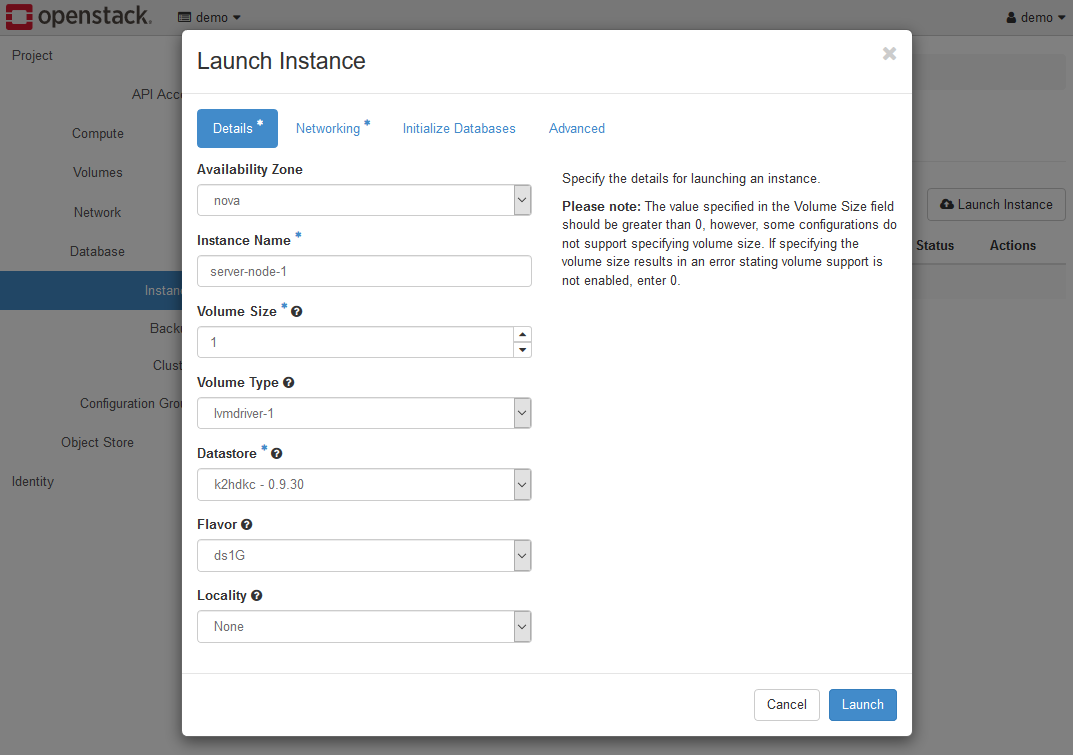 openstack.
demo
demo
Project
API Acc
Compute
Volumes
Network
Database
Instanc
Backu
Clust
Configuration Grou
Object Store
Identity
Launch Instance
Status
Actions
Launch Instance
×
Details *
Networking *
Initialize Databases
Advanced
Availability Zone
nova
Instance Name *
server-node-1
Volume Size *
1
Volume Type
lvmdriver-1
Datastore *
k2hdkc - 0.9.30
Flavor
ds1G
Locality
None
Specify the details for launching an instance.
Please note: The value specified in the Volume Size field
should be greater than 0, however, some configurations do
not support specifying volume size. If specifying the
volume size results in an error stating volume support is
not enabled, enter 0.
Cancel
Launch